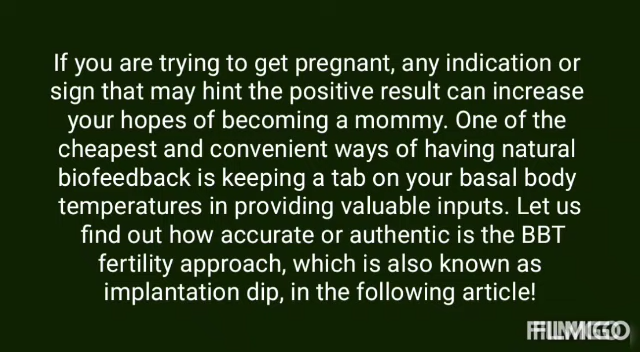 If you are trying to get pregnant, any indication or
sign that may hint the positive result can increase
your hopes of becoming a mommy. One of the
cheapest and convenient ways of having natural
biofeedback is keeping a tab on your basal body
temperatures in providing valuable inputs. Let us
find out how accurate or authentic is the BBT
fertility approach, which is also known as
implantation dip, in the following article!